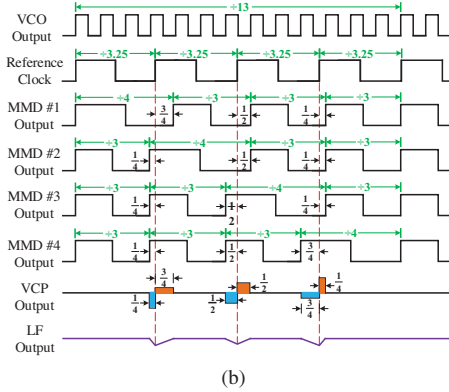 ÷13
VCO
Output
÷3.25 ÷3.25 ÷3.25 ÷3.25
Reference
Clock
÷4 ÷3 ÷3 ÷3
MMD #1
Output
3/4 1/2 1/4
÷3 ÷4 ÷3 ÷3
MMD #2
Output
1/4 1/2 1/4
÷3 ÷3 ÷4 ÷3
MMD #3
Output
1/4 1/2 1/4
÷3 ÷3 ÷3 ÷4
MMD #4
Output
1/4 1/2 3/4
3/4 1/2 1/4
VCP
Output
1/4 1/2 3/4
LF
Output
(b)